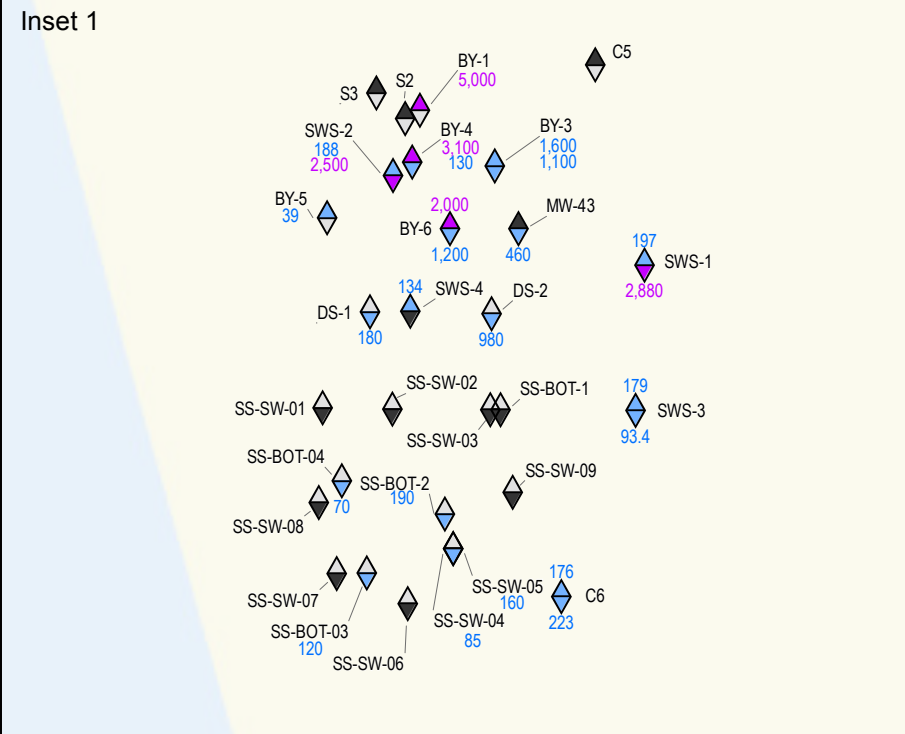 Inset 1
C5
BY-1
5,000
S3
S2
SWS-2
188
2,500
BY-4
3,100
130
BY-3
1,600
1,100
BY-5
39
2,000
BY-6
1,200
MW-43
460
197
SWS-1
2,880
134
SWS-4
DS-1
180
DS-2
980
SS-SW-01
SS-SW-02
SS-BOT-1
SS-SW-03
179
SWS-3
93.4
SS-BOT-04
70
SS-BOT-2
190
SS-SW-09
SS-SW-08
SS-SW-05
160
SS-SW-04
85
176
C6
223
SS-SW-07
SS-BOT-03
120
SS-SW-06